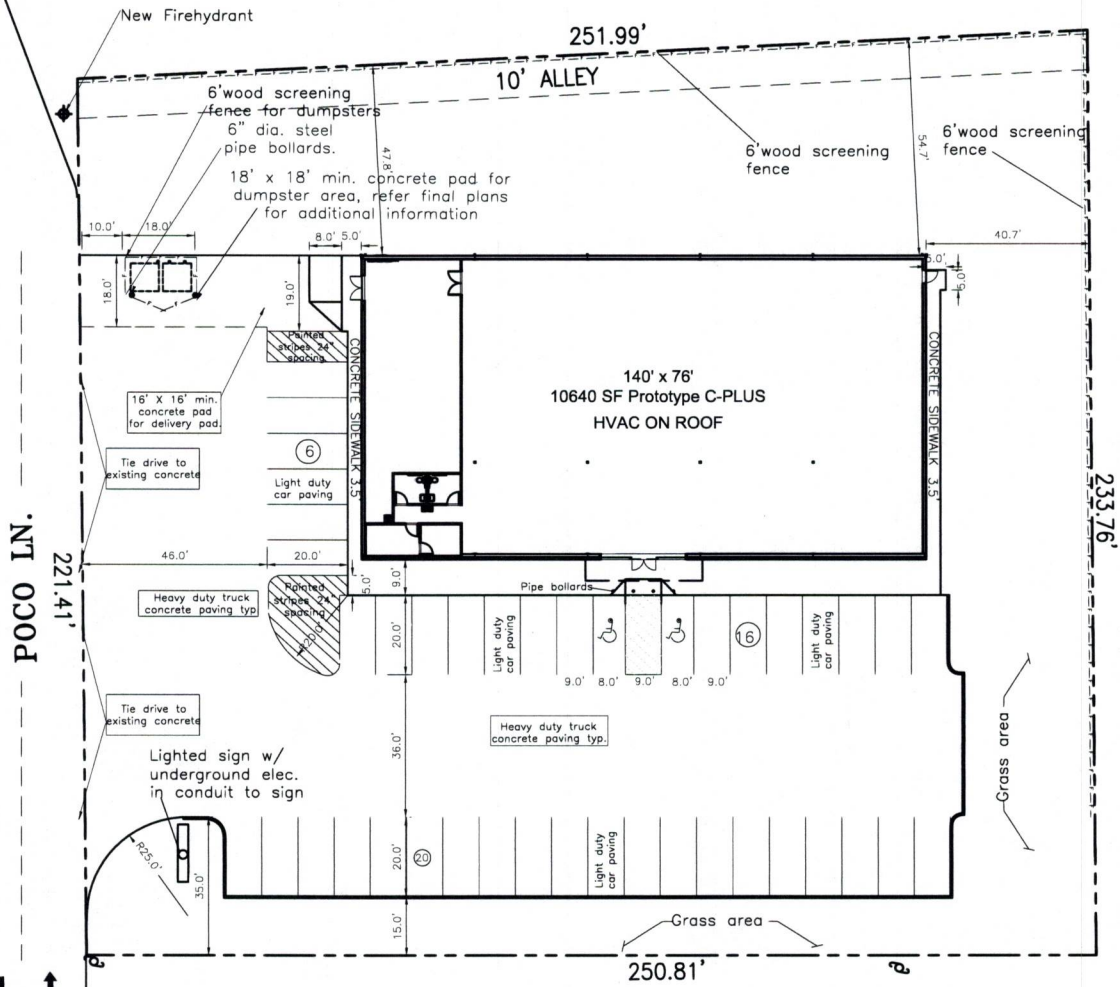 New Firehydrant
251.99'
10' ALLEY
6'wood screening
fence for dumpsters
6" dia. steel
pipe bollards.
18' x 18' min. concrete pad for
dumpster area, refer final plans
for additional information
47.8'
6'wood screening
fence
54.7'
6'wood screening
fence
10.0'
18.0'
8.0'
5.0'
40.7'
5.0'
5.0'
18.0'
19.0'
Painted
stripes 24"
spacing
CONCRETE SIDEWALK 3.5'
140' x 76'
10640 SF Prototype C-PLUS
HVAC ON ROOF
CONCRETE SIDEWALK 3.5'
16' X 16' min.
concrete pad
for delivery pad.
6
Tie drive to
existing concrete
Light duty
car paving
233.76'
POCO LN.
221.41'
46.0'
20.0'
5.0'
9.0'
Heavy duty truck
concrete paving typ
Painted
stripes 24"
spacing
R20.0'
Pipe bollards
20.0'
Light duty
car paving
16
Light duty
car paving
9.0'
8.0'
9.0'
8.0'
9.0'
Tie drive to
existing concrete
Heavy duty truck
concrete paving typ.
36.0'
Grass area
Lighted sign w/
underground elec.
in conduit to sign
R25.0'
35.0'
20.0'
20
Light duty
car paving
15.0'
Grass area
250.81'